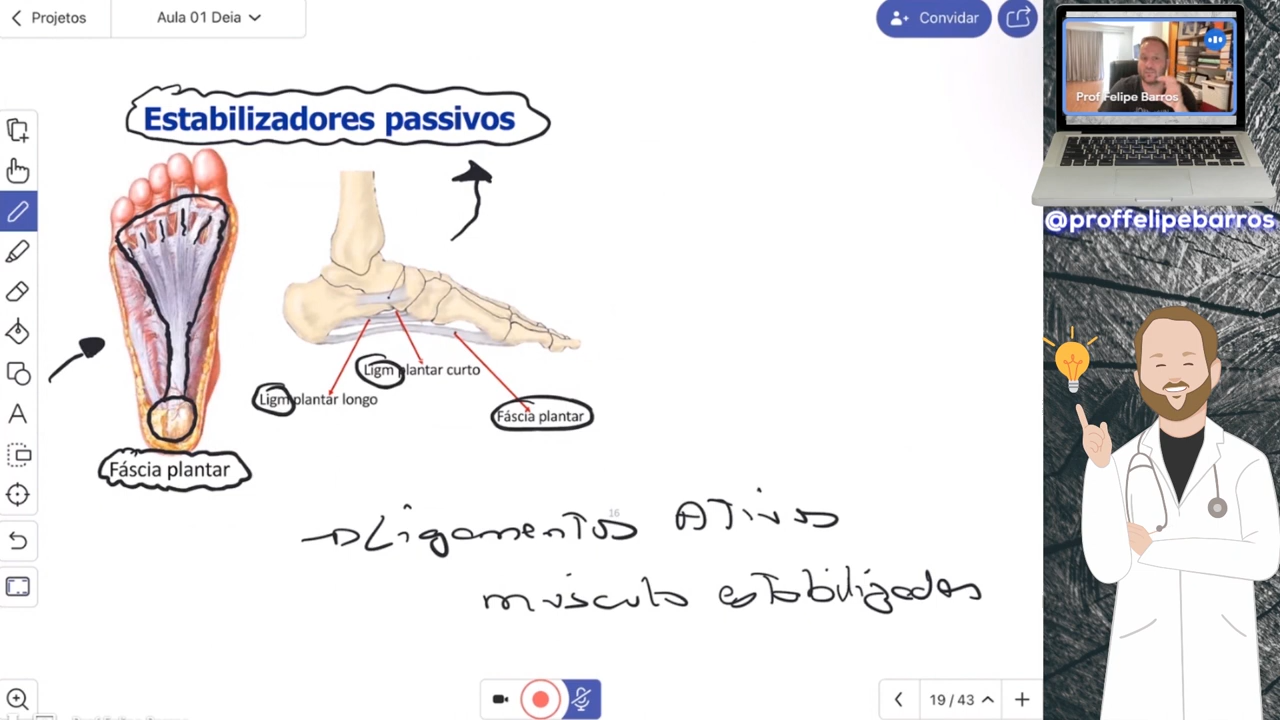 Projetos
Aula 01 Deia
Convidar
Prof Felipe Barros
@proffelipebarros
Estabilizadores passivos
Ligm plantar curto
Ligm plantar longo
Fáscia plantar
Fáscia plantar
16
Ligamentos Ativos
músculo estabilizador
A
19/43